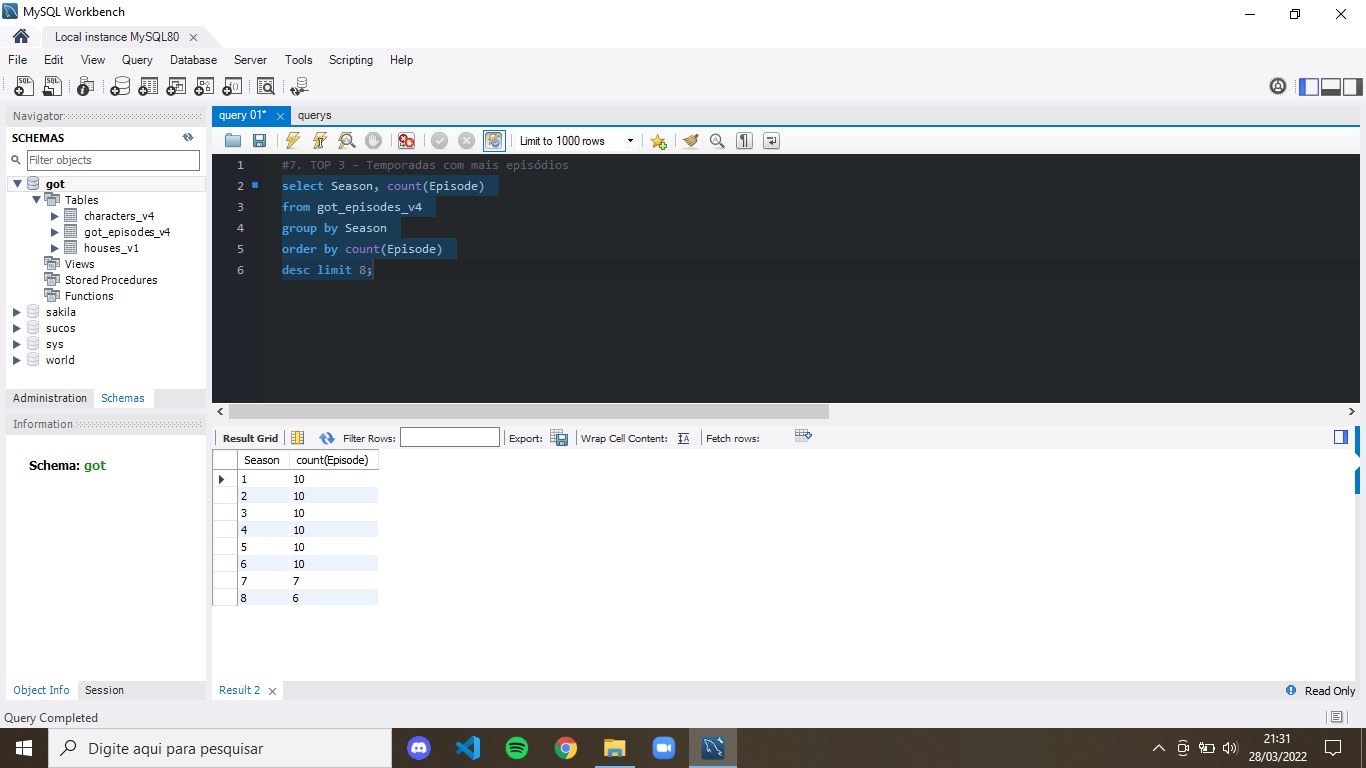 MySQL Workbench
Local instance MySQL80
File Edit View Query Database Server Tools Scripting Help
Navigator
SCHEMAS
Filter objects
got
Tables
characters_v4
got_episodes_v4
houses_v1
Views
Stored Procedures
Functions
sakila
sucos
sys
world
Administration Schemas
Information
Schema: got
Object Info Session
query 01* querys
Limit to 1000 rows
1 #7. TOP 3 - Temporadas com mais episódios
2 select Season, count(Episode)
3 from got_episodes_v4
4 group by Season
5 order by count(Episode)
6 desc limit 8;
Result Grid Filter Rows: Export: Wrap Cell Content: Fetch rows:
Season count(Episode)
1 10
2 10
3 10
4 10
5 10
6 10
7 7
8 6
Result 2 Read Only
Query Completed
Digite aqui para pesquisar
21:31
28/03/2022